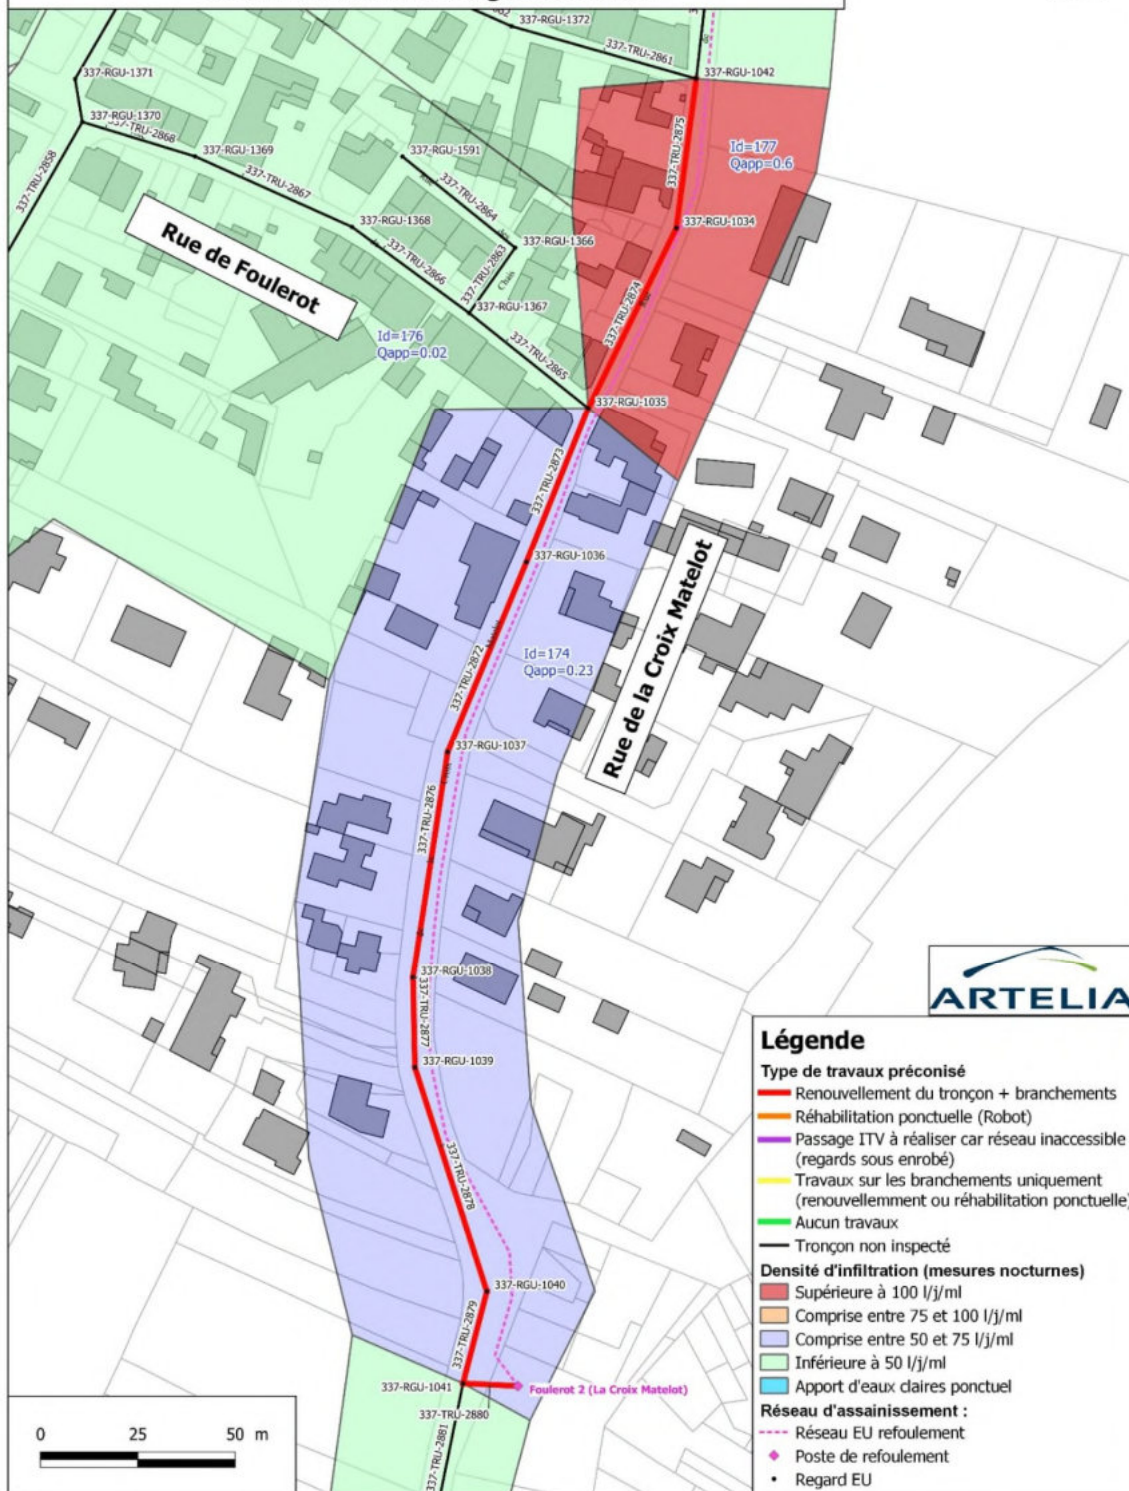 337-RGU-1372
337-TRU-2861
337-RGU-1042
337-RGU-1371
337-RGU-1370
337-TRU-2868
337-RGU-1369
337-RGU-1591
337-TRU-2875
Id=177
Qapp=0.6
337-TRU-2858
337-TRU-2867
337-TRU-2864
337-RGU-1368
337-RGU-1034
Rue de Foulerot
337-TRU-2866
337-RGU-1366
337-TRU-2863
Chais
337-RGU-1367
337-TRU-2874
Id=176
Qapp=0.02
337-TRU-2865
337-RGU-1035
337-TRU-2873
337-RGU-1036
Rue de la Croix Matelot
337-TRU-2872
Id=174
Qapp=0.23
337-RGU-1037
337-TRU-2876
337-RGU-1038
337-TRU-2877
337-RGU-1039
337-TRU-2878
337-RGU-1040
337-TRU-2879
337-RGU-1041
Foulerot 2 (La Croix Matelot)
337-TRU-2880
337-TRU-2881
0 25 50 m
ARTELIA
Légende
Type de travaux préconisé
Renouvellement du tronçon + branchements
Réhabilitation ponctuelle (Robot)
Passage ITV à réaliser car réseau inaccessible
(regards sous enrobé)
Travaux sur les branchements uniquement
(renouvellemment ou réhabilitation ponctuelle)
Aucun travaux
Tronçon non inspecté
Densité d'infiltration (mesures nocturnes)
Supérieure à 100 l/j/ml
Comprise entre 75 et 100 l/j/ml
Comprise entre 50 et 75 l/j/ml
Inférieure à 50 l/j/ml
Apport d'eaux claires ponctuel
Réseau d'assainissement :
Réseau EU refoulement
Poste de refoulement
Regard EU